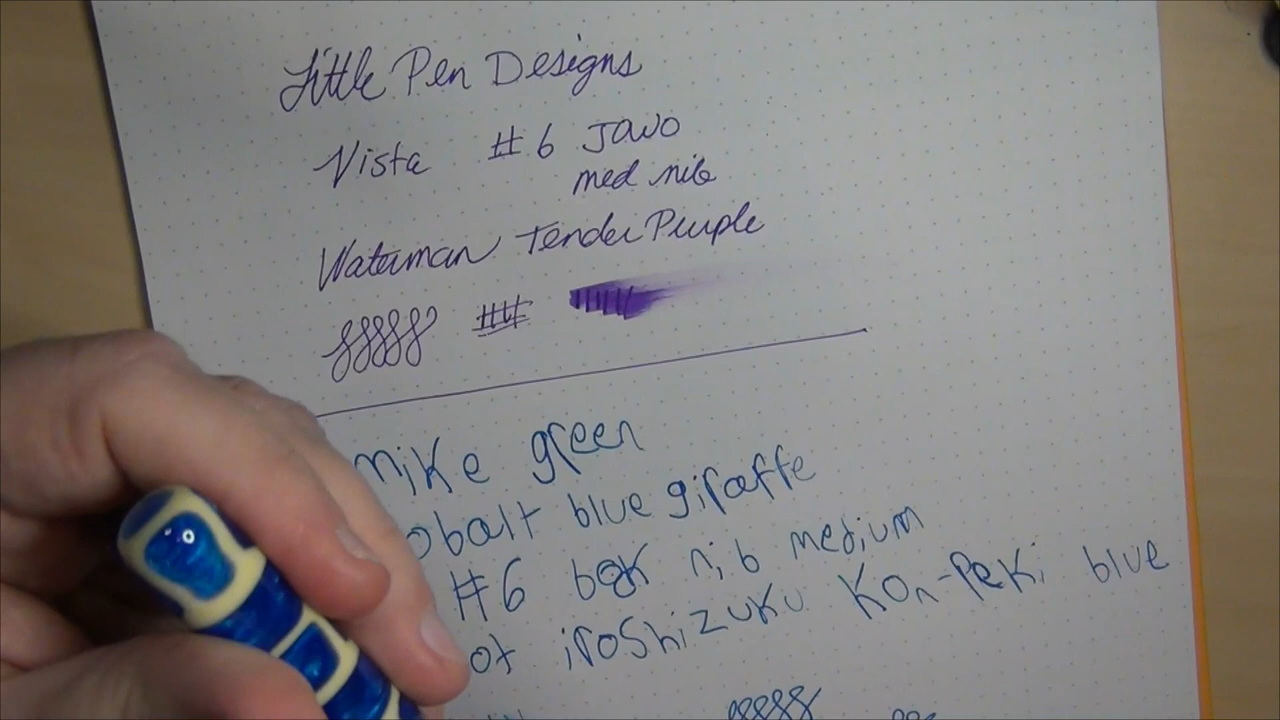 Little Pen Designs
Vista #6 JOWO
med nib
Waterman Tender Purple
mike green
obalt blue giraffe
#6 bok nib medium
ot iroshizuku Kon-Peki blue